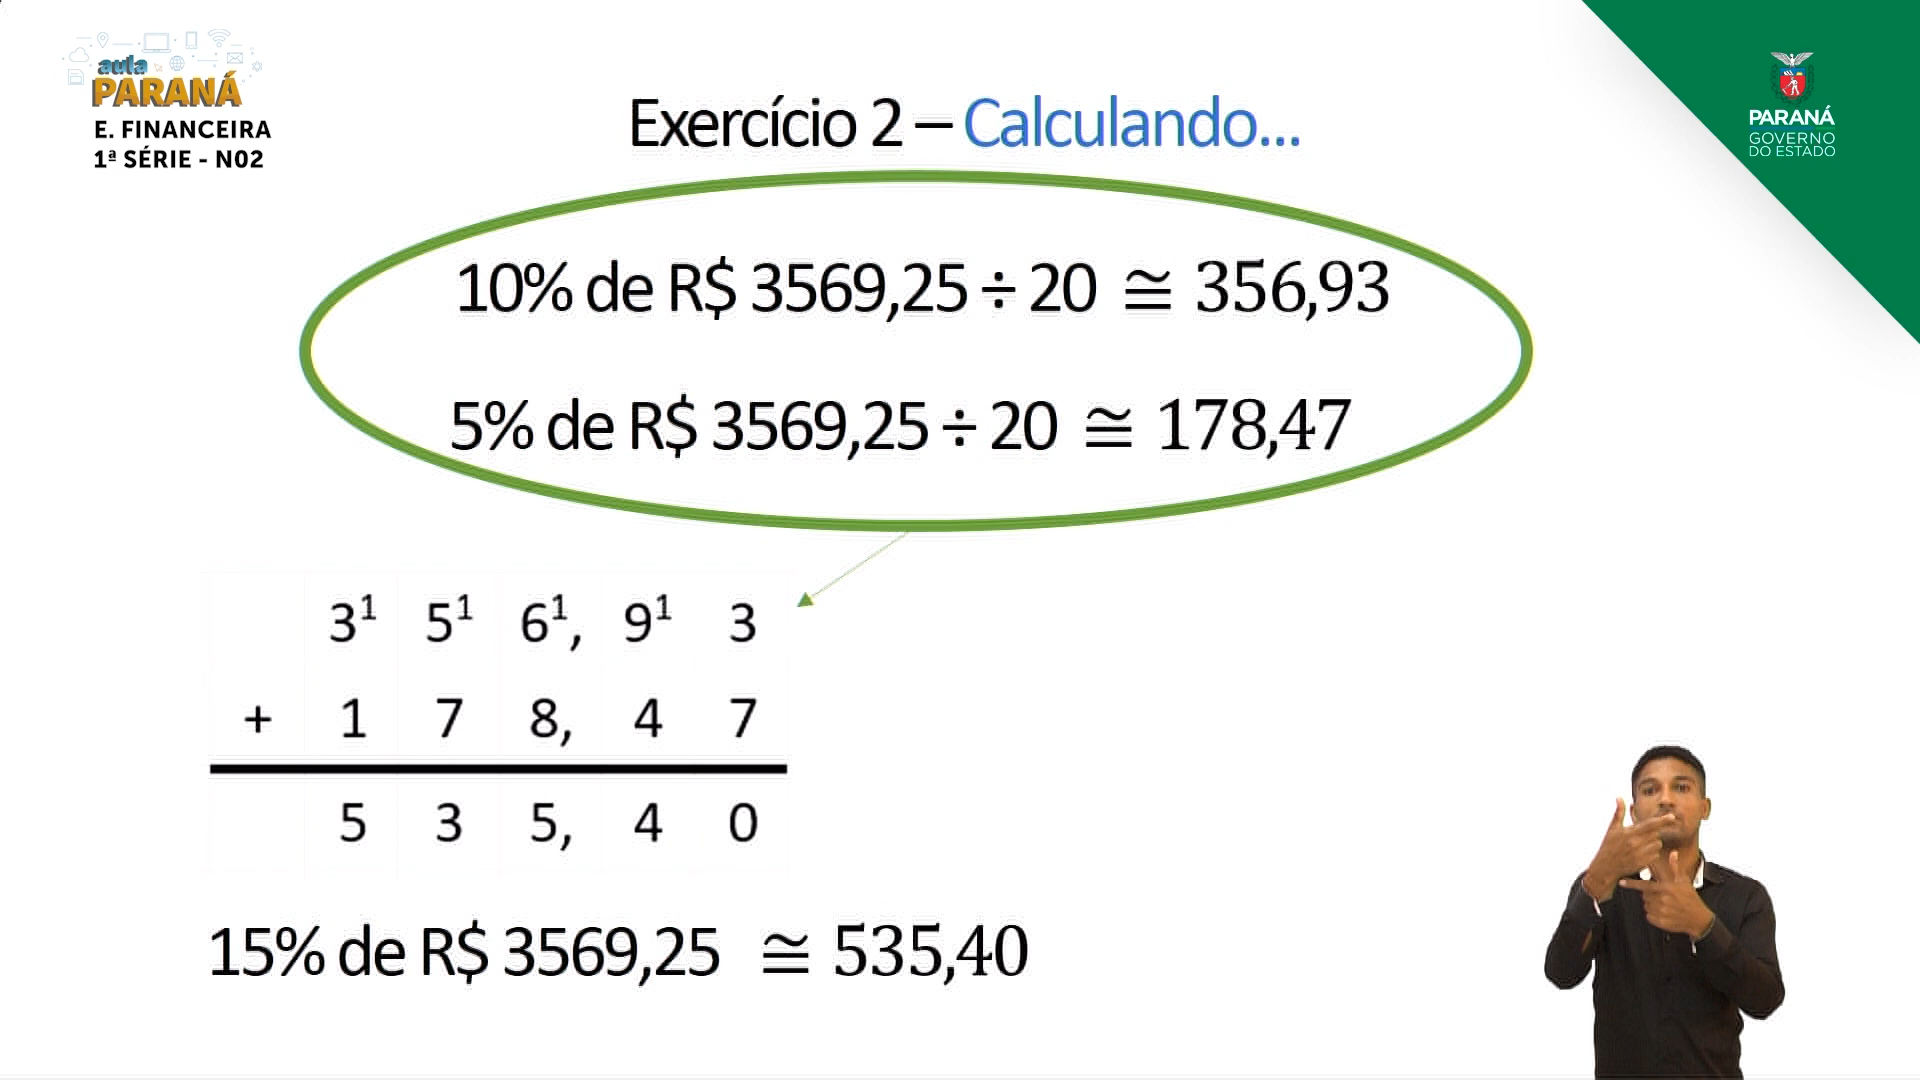 aula
PARANÁ
E. FINANCEIRA
1ª SÉRIE - N02
PARANÁ
GOVERNO
DO ESTADO
Exercício 2 – Calculando...
10% de R$ 3569,25 ÷ 20 ≅ 356,93
5% de R$ 3569,25 ÷ 20 ≅ 178,47
3¹ 5¹ 6¹, 9¹ 3
+ 1 7 8, 4 7
5 3 5, 4 0
15% de R$ 3569,25 ≅ 535,40